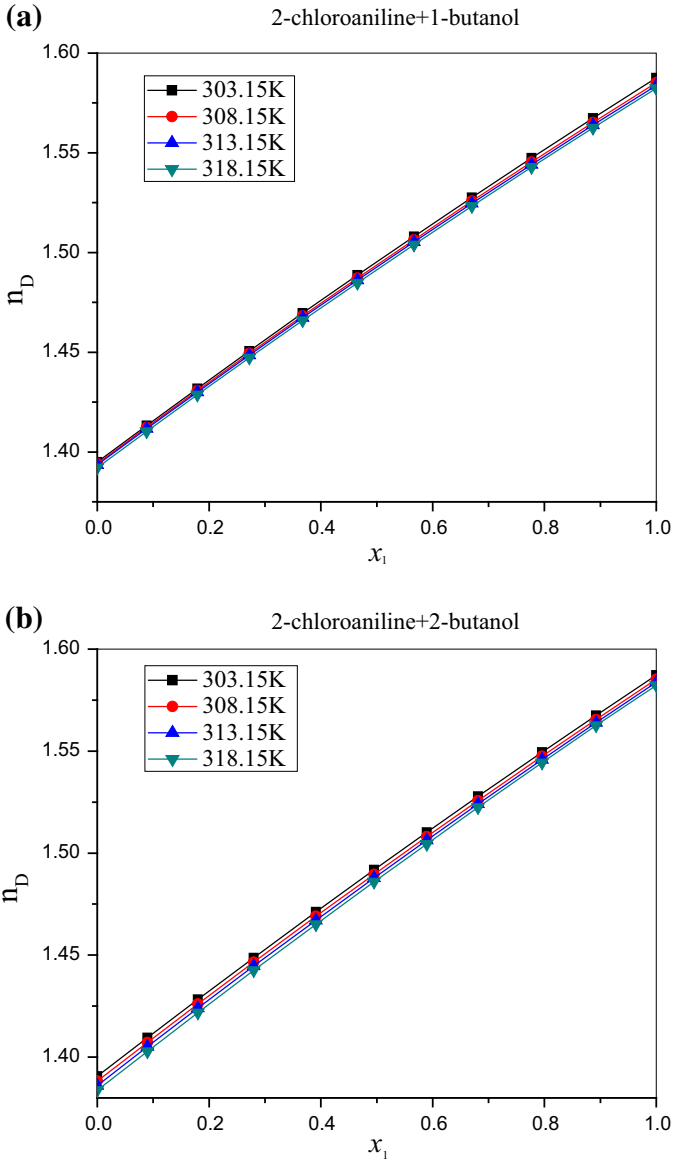 (a)
2-chloroaniline+1-butanol
1.60
303.15K
308.15K
313.15K
318.15K
1.55
1.50
n_D
1.45
1.40
0.0 0.2 0.4 0.6 0.8 1.0
x₁
(b)
2-chloroaniline+2-butanol
1.60
303.15K
308.15K
313.15K
318.15K
1.55
1.50
n_D
1.45
1.40
0.0 0.2 0.4 0.6 0.8 1.0
x₁